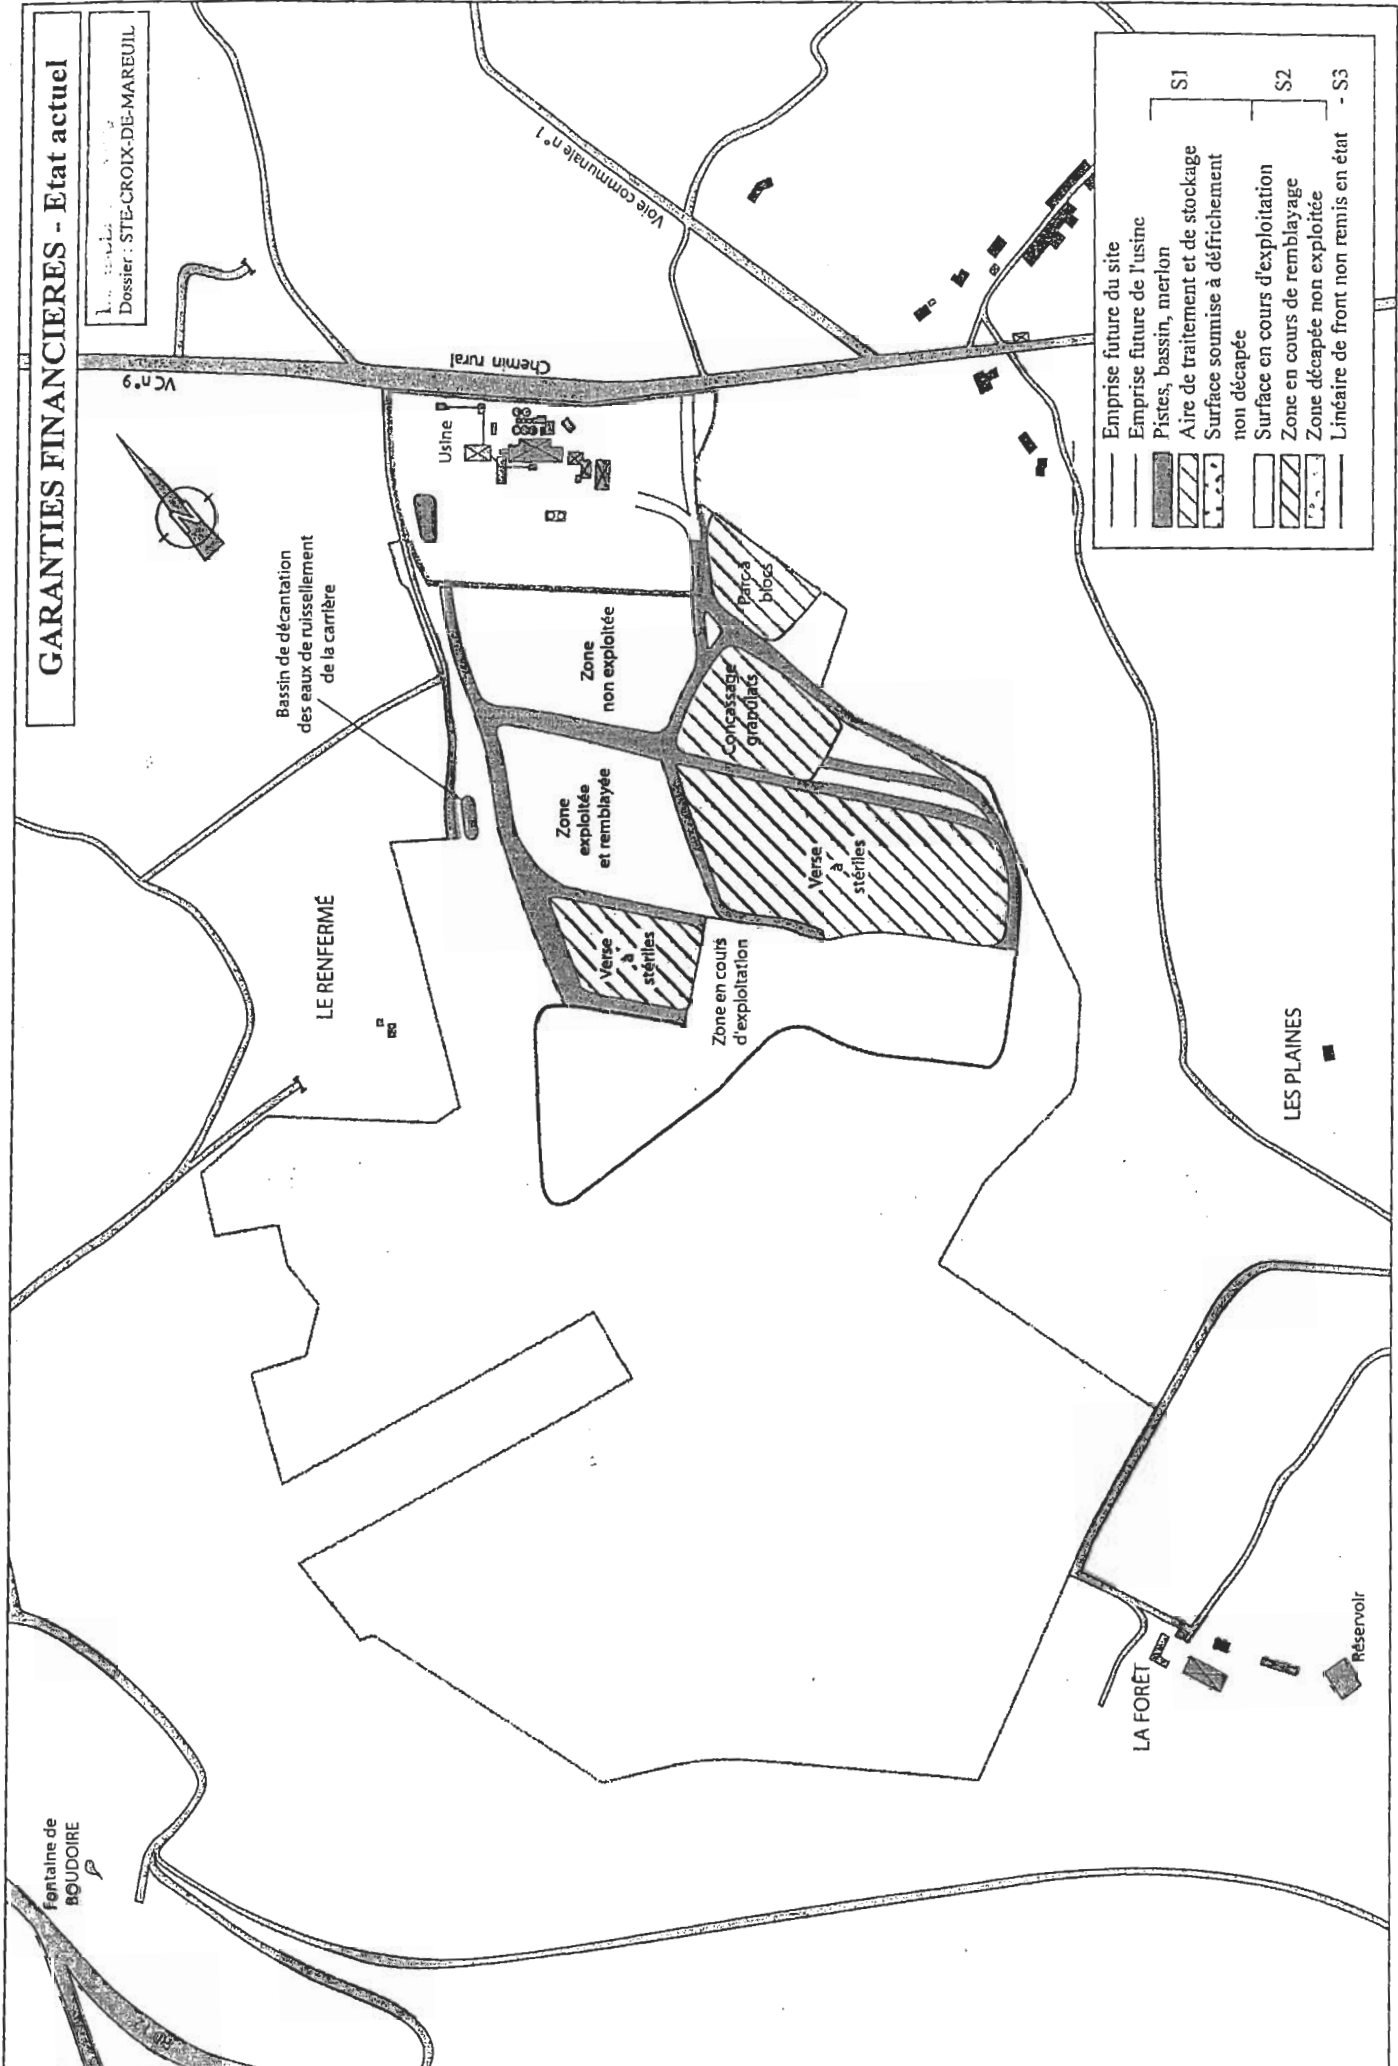 GARANTIES FINANCIERES - Etat actuel
Dossier : STE-CROIX-DE-MAREUIL
VC n°9
Chemin rural
Voie communale n°1
Usine
Bassin de décantation
des eaux de ruissellement
de la carrière
Zone
non exploitée
Parc à
blocs
Concassage
granulats
Zone
exploitée
et remblayée
Verse
à
stériles
Verse
à
stériles
Zone en cours
d'exploitation
LE RENFERMÉ
LES PLAINES
LA FORÊT
Réservoir
Fontaine de
BOUDOIRE
Emprise future du site
Emprise future de l'usine
Pistes, bassin, merlon
Aire de traitement et de stockage
Surface soumise à défrichement
non décapée
S1
Surface en cours d'exploitation
Zone en cours de remblayage
Zone décapée non exploitée
S2
Linéaire de front non remis en état - S3